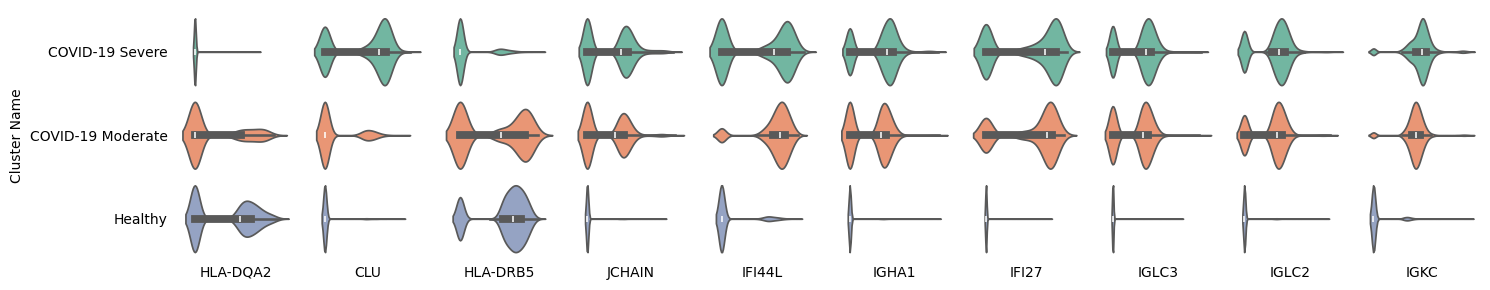 Cluster Name
COVID-19 Severe
COVID-19 Moderate
Healthy
HLA-DQA2 CLU HLA-DRB5 JCHAIN IFI44L IGHA1 IFI27 IGLC3 IGLC2 IGKC